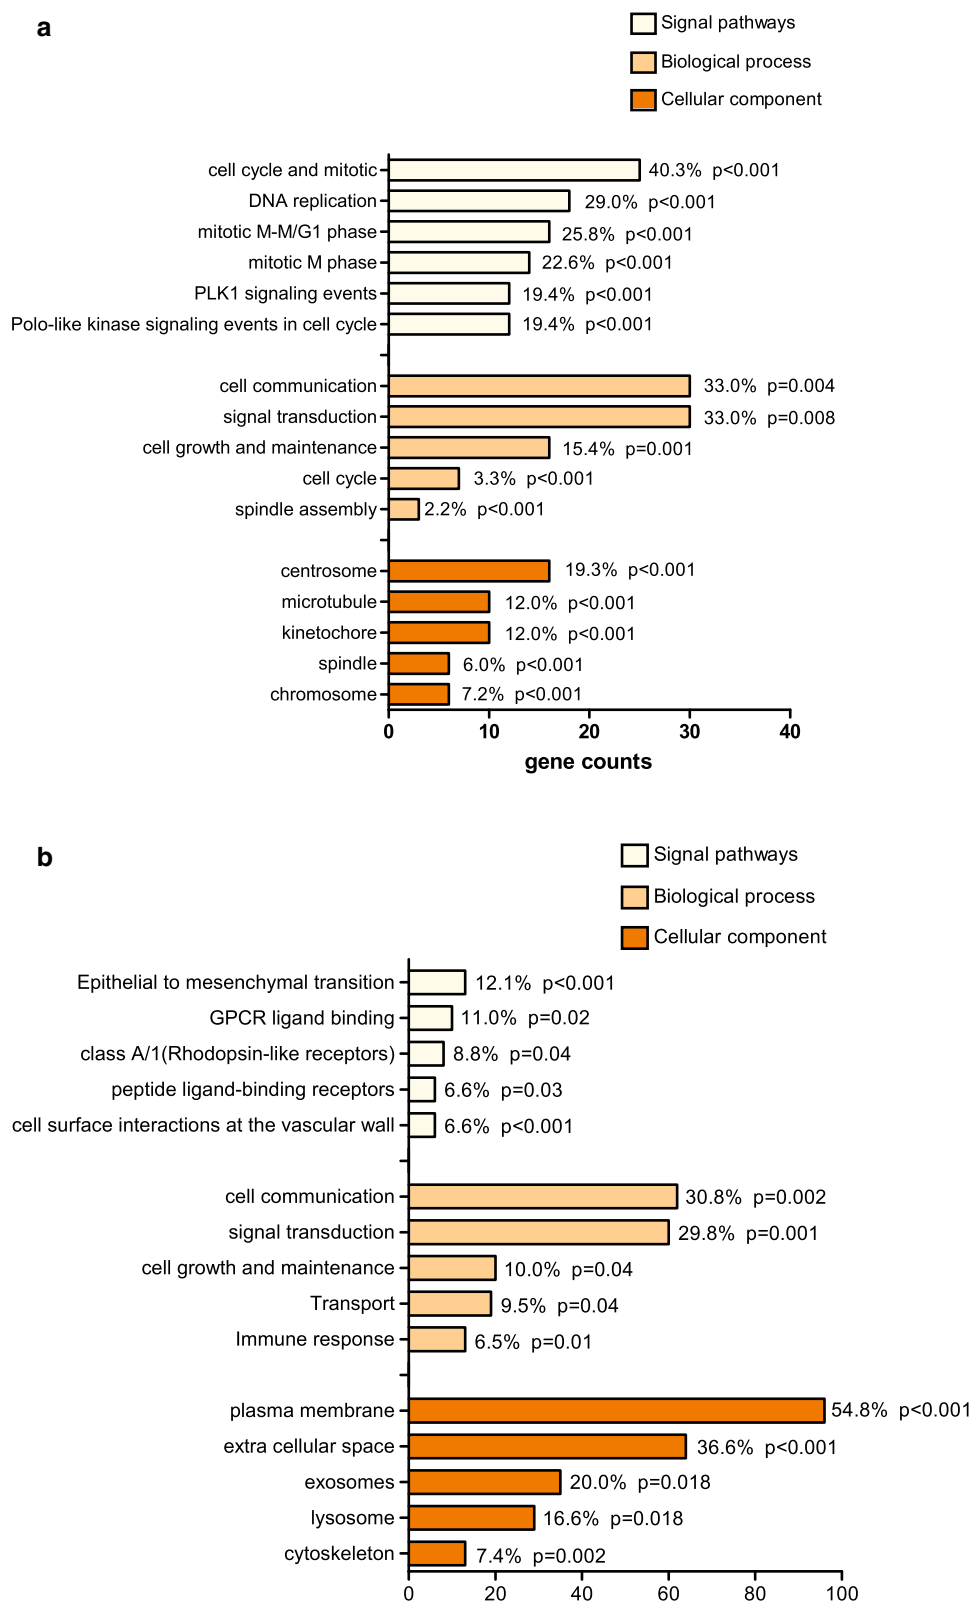 a
Signal pathways
Biological process
Cellular component
cell cycle and mitotic 40.3% p<0.001
DNA replication 29.0% p<0.001
mitotic M-M/G1 phase 25.8% p<0.001
mitotic M phase 22.6% p<0.001
PLK1 signaling events 19.4% p<0.001
Polo-like kinase signaling events in cell cycle 19.4% p<0.001
cell communication 33.0% p=0.004
signal transduction 33.0% p=0.008
cell growth and maintenance 15.4% p=0.001
cell cycle 3.3% p<0.001
spindle assembly 2.2% p<0.001
centrosome 19.3% p<0.001
microtubule 12.0% p<0.001
kinetochore 12.0% p<0.001
spindle 6.0% p<0.001
chromosome 7.2% p<0.001
0 10 20 30 40
gene counts
b
Signal pathways
Biological process
Cellular component
Epithelial to mesenchymal transition 12.1% p<0.001
GPCR ligand binding 11.0% p=0.02
class A/1(Rhodopsin-like receptors) 8.8% p=0.04
peptide ligand-binding receptors 6.6% p=0.03
cell surface interactions at the vascular wall 6.6% p<0.001
cell communication 30.8% p=0.002
signal transduction 29.8% p=0.001
cell growth and maintenance 10.0% p=0.04
Transport 9.5% p=0.04
Immune response 6.5% p=0.01
plasma membrane 54.8% p<0.001
extra cellular space 36.6% p<0.001
exosomes 20.0% p=0.018
lysosome 16.6% p=0.018
cytoskeleton 7.4% p=0.002
0 20 40 60 80 100